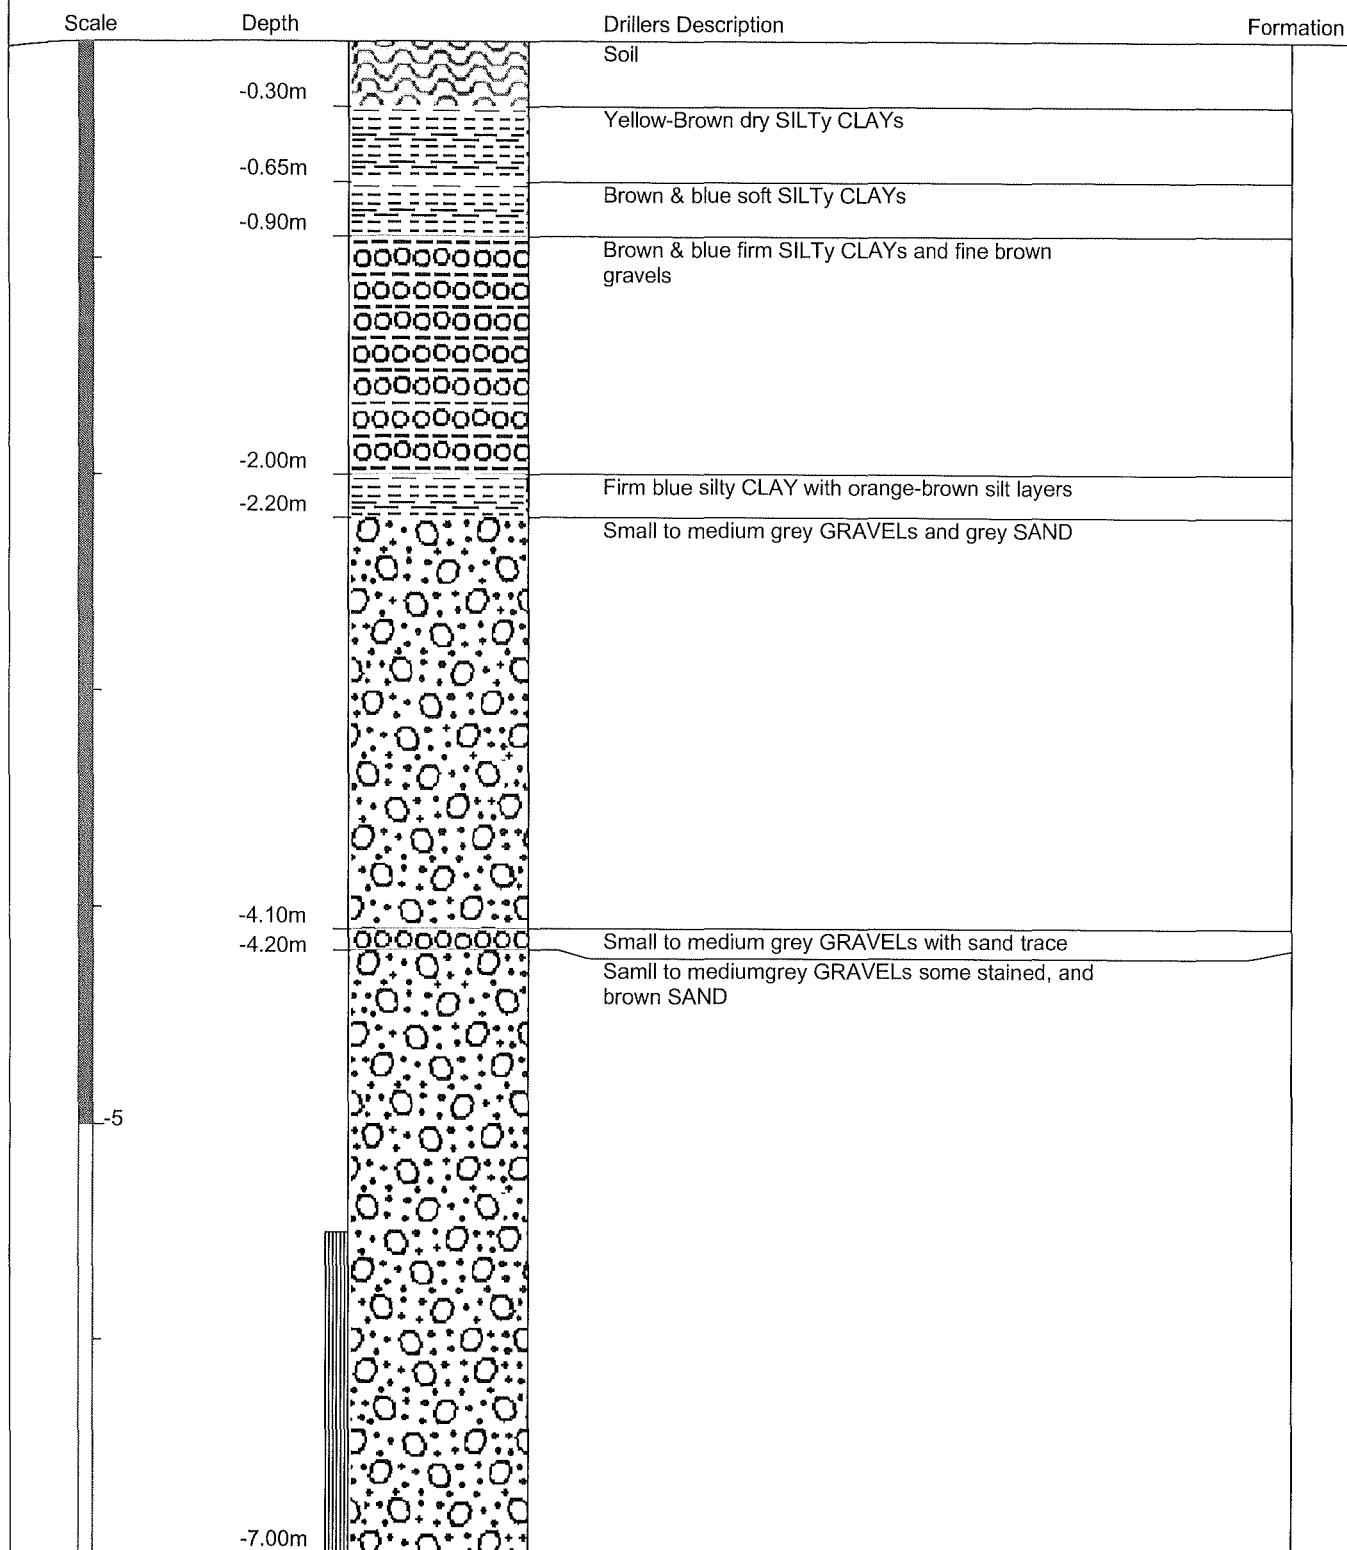 Scale Depth Drillers Description Formation
Soil
-0.30m
Yellow-Brown dry SILTy CLAYs
-0.65m
Brown & blue soft SILTy CLAYs
-0.90m
Brown & blue firm SILTy CLAYs and fine brown
gravels
-2.00m
Firm blue silty CLAY with orange-brown silt layers
-2.20m
Small to medium grey GRAVELs and grey SAND
-4.10m
Small to medium grey GRAVELs with sand trace
-4.20m
Samll to mediumgrey GRAVELs some stained, and
brown SAND
-5
-7.00m